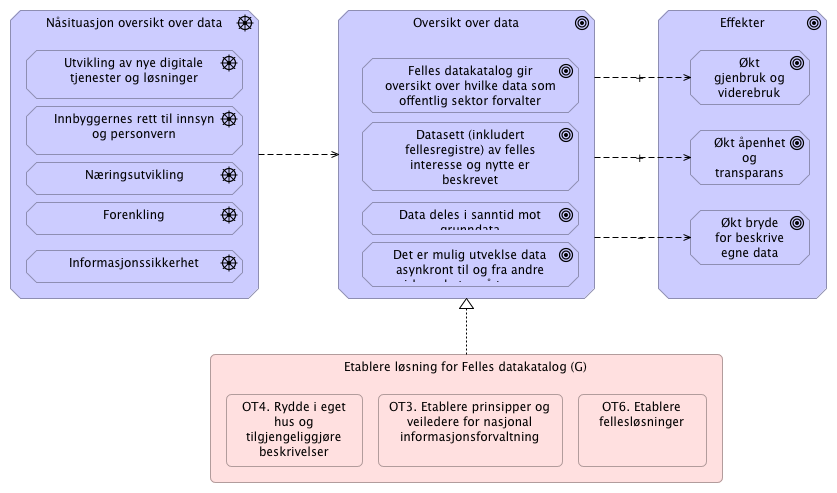 Nåsituasjon oversikt over data
Utvikling av nye digitale
tjenester og løsninger
Innbyggernes rett til innsyn
og personvern
Næringsutvikling
Forenkling
Informasjonssikkerhet
Oversikt over data
Felles datakatalog gir
oversikt over hvilke data som
offentlig sektor forvalter
Datasett (inkludert
fellesregistre) av felles
interesse og nytte er
beskrevet
Data deles i sanntid mot
grunndata
Det er mulig utveklse data
asynkront til og fra andre
Effekter
Økt
gjenbruk og
viderebruk
Økt åpenhet
og
transparans
Økt bryde
for beskrive
egne data
+
+
-
Etablere løsning for Felles datakatalog (G)
OT4. Rydde i eget
hus og
tilgjengeliggjøre
beskrivelser
OT3. Etablere prinsipper og
veiledere for nasjonal
informasjonsforvaltning
OT6. Etablere
fellesløsninger